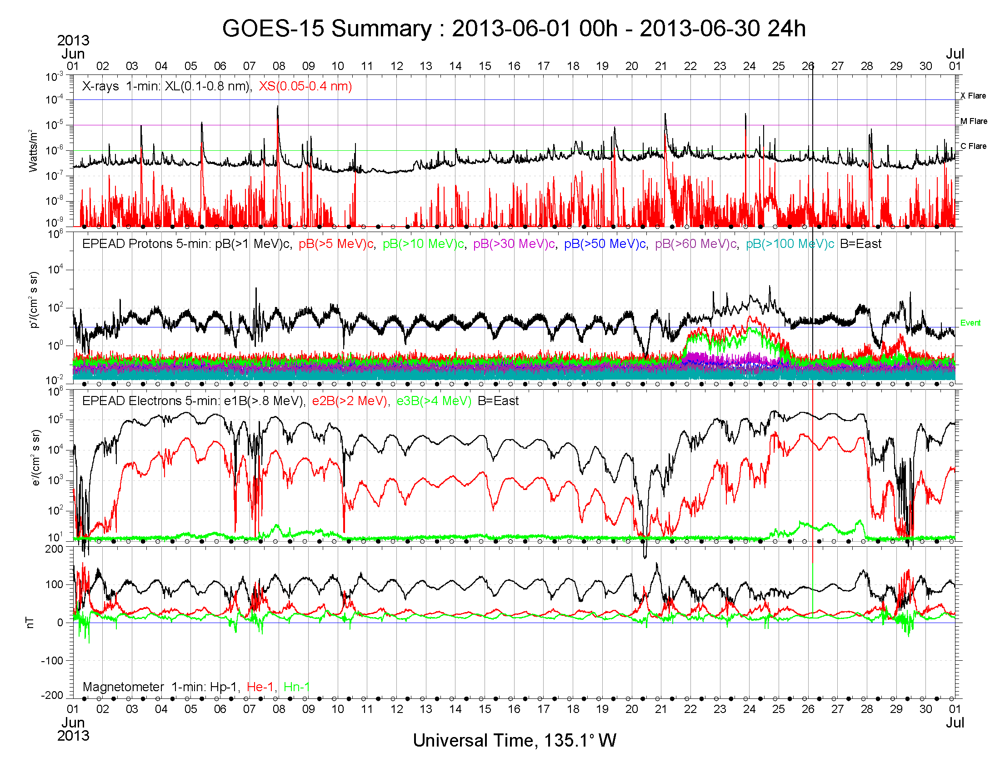 GOES-15 Summary : 2013-06-01 00h - 2013-06-30 24h
2013
Jun Jul
01 02 03 04 05 06 07 08 09 10 11 12 13 14 15 16 17 18 19 20 21 22 23 24 25 26 27 28 29 30 01
X-rays 1-min: XL(0.1-0.8 nm), XS(0.05-0.4 nm)
Watts/m²
10⁻³
10⁻⁴
10⁻⁵
10⁻⁶
10⁻⁷
10⁻⁸
10⁻⁹
X Flare
M Flare
C Flare
EPEAD Protons 5-min: pB(>1 MeV)c, pB(>5 MeV)c, pB(>10 MeV)c, pB(>30 MeV)c, pB(>50 MeV)c, pB(>60 MeV)c, pB(>100 MeV)c B=East
p⁺/(cm² s sr)
10⁶
10⁴
10²
10⁰
10⁻²
Event
EPEAD Electrons 5-min: e1B(>.8 MeV), e2B(>2 MeV), e3B(>4 MeV) B=East
e⁻/(cm² s sr)
10⁶
10⁵
10⁴
10³
10²
10¹
nT
200
100
0
-100
-200
Magnetometer 1-min: Hp-1, He-1, Hn-1
01 02 03 04 05 06 07 08 09 10 11 12 13 14 15 16 17 18 19 20 21 22 23 24 25 26 27 28 29 30 01
Jun Jul
2013
Universal Time, 135.1° W